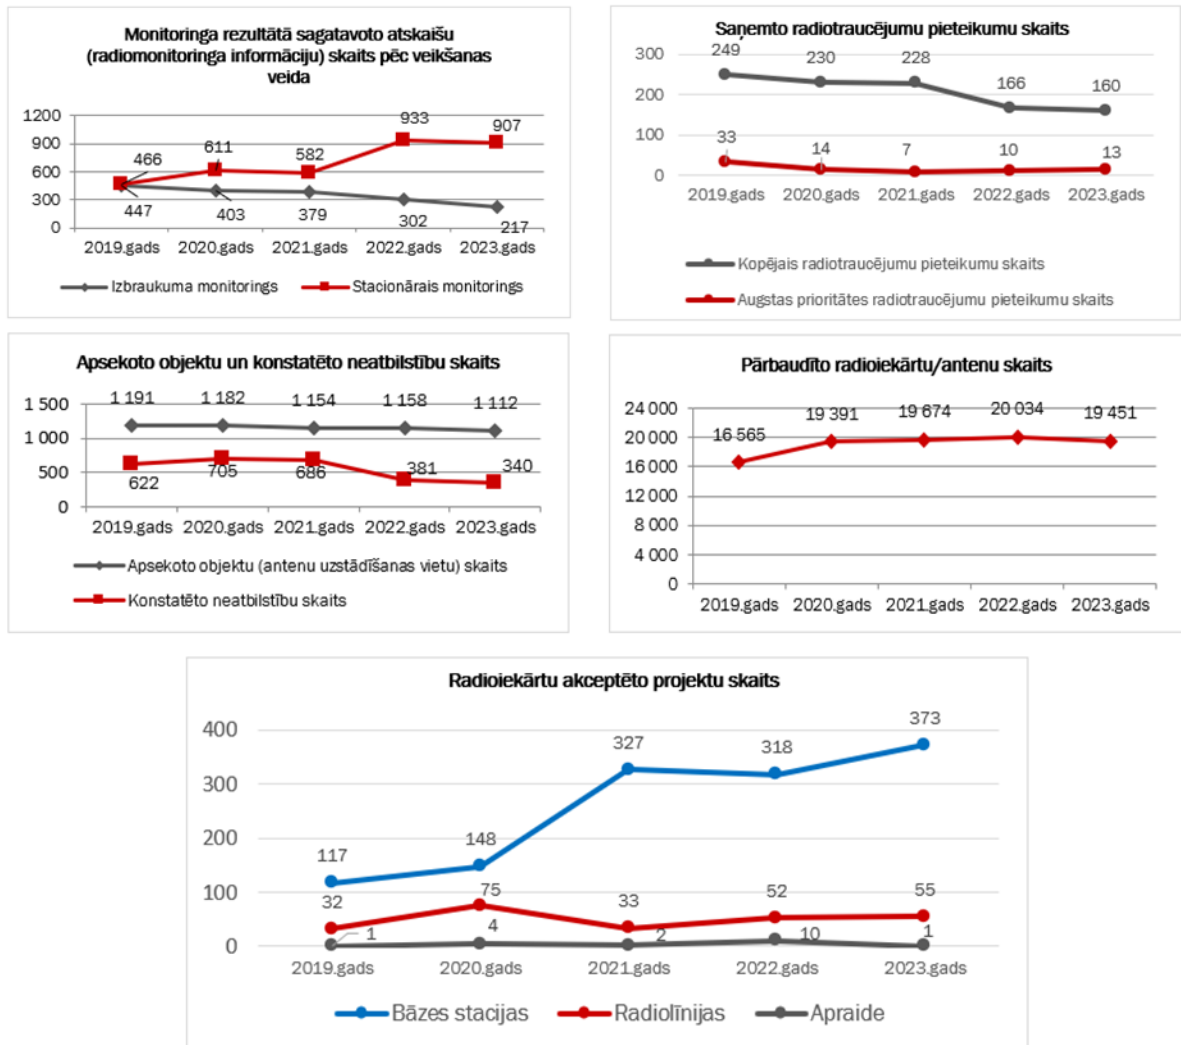 Monitoringa rezultātā sagatavoto atskaišu
(radiomonitoringa informāciju) skaits pēc veikšanas
veida
1200
900
600
300
0
466
611
582
933
907
447
403
379
302
217
2019.gads
2020.gads
2021.gads
2022.gads
2023.gads
Izbraukuma monitorings
Stacionārais monitorings
Saņemto radiotraucējumu pieteikumu skaits
300
200
100
0
249
230
228
166
160
33
14
7
10
13
2019.gads
2020.gads
2021.gads
2022.gads
2023.gads
Kopējais radiotraucējumu pieteikumu skaits
Augstas prioritātes radiotraucējumu pieteikumu skaits
Apsekoto objektu un konstatēto neatbilstību skaits
1 500
1 000
500
0
1 191
1 182
1 154
1 158
1 112
622
705
686
381
340
2019.gads
2020.gads
2021.gads
2022.gads
2023.gads
Apsekoto objektu (antenu uzstādīšanas vietu) skaits
Konstatēto neatbilstību skaits
Pārbaudīto radioiekārtu/antenu skaits
24 000
20 000
16 000
12 000
8 000
4 000
0
16 565
19 391
19 674
20 034
19 451
2019.gads
2020.gads
2021.gads
2022.gads
2023.gads
Radioiekārtu akceptēto projektu skaits
400
300
200
100
0
117
148
327
318
373
32
75
33
52
55
1
4
2
10
1
2019.gads
2020.gads
2021.gads
2022.gads
2023.gads
Bāzes stacijas
Radiolīnijas
Apraide